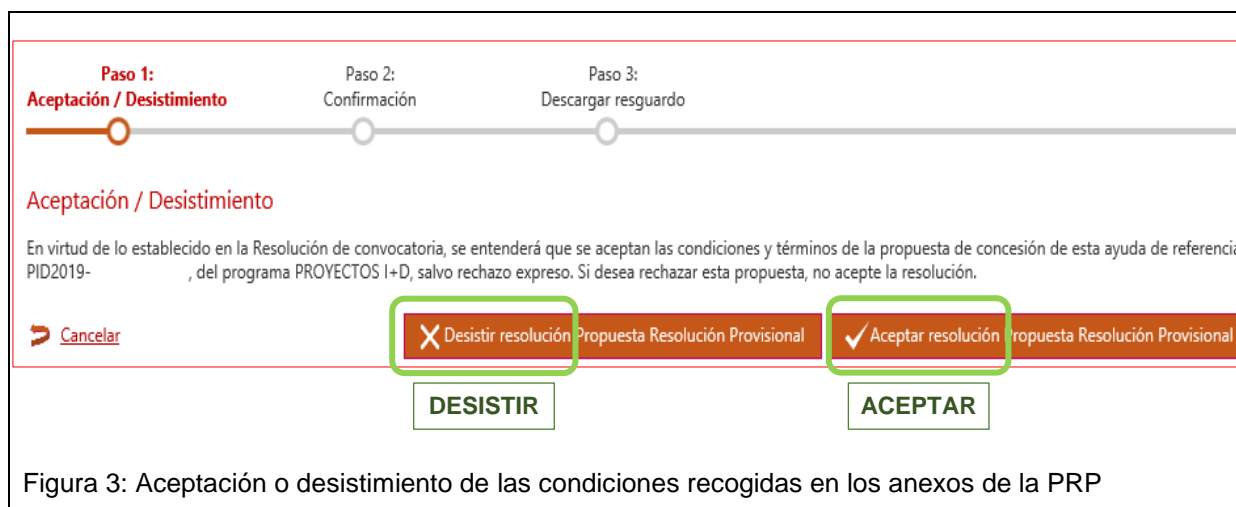 Paso 1:
Aceptación / Desistimiento
Paso 2:
Confirmación
Paso 3:
Descargar resguardo
Aceptación / Desistimiento
En virtud de lo establecido en la Resolución de convocatoria, se entenderá que se aceptan las condiciones y términos de la propuesta de concesión de esta ayuda de referencia
PID2019- , del programa PROYECTOS I+D, salvo rechazo expreso. Si desea rechazar esta propuesta, no acepte la resolución.
Cancelar
Desistir resolución Propuesta Resolución Provisional
Aceptar resolución Propuesta Resolución Provisional
DESISTIR
ACEPTAR
Figura 3: Aceptación o desistimiento de las condiciones recogidas en los anexos de la PRP